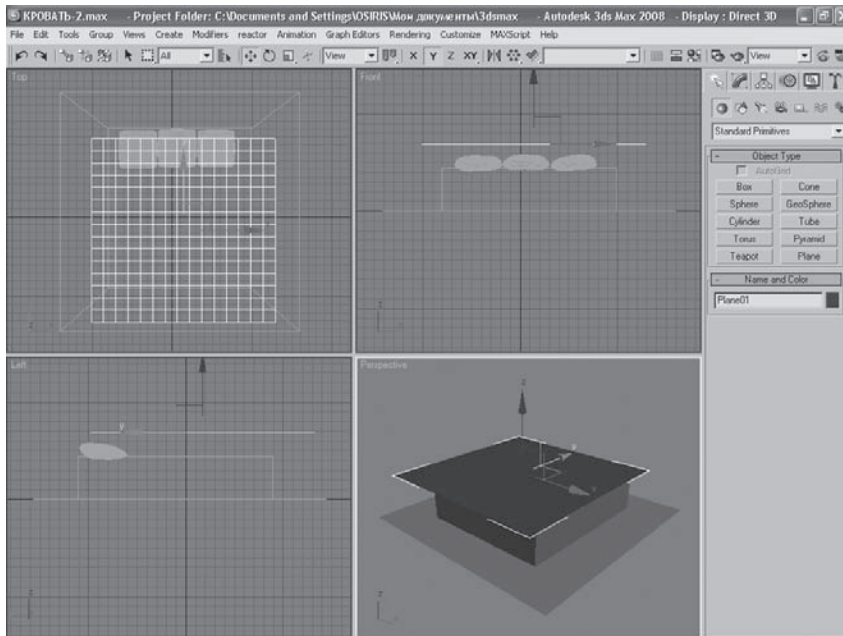 КРОВАТЬ-2.max - Project Folder: C:\Documents and Settings\OSIRIS\Мои документы\3dsmax - Autodesk 3ds Max 2008 - Display : Direct 3D
File Edit Tools Group Views Create Modifiers reactor Animation Graph Editors Rendering Customize MAXScript Help
All View X Y Z XY View
Top
Front
Standard Primitives
- Object Type
AutoGrid
Box Cone
Sphere GeoSphere
Cylinder Tube
Torus Pyramid
Teapot Plane
- Name and Color
Plane01
Left
Perspective
z
y
z
z